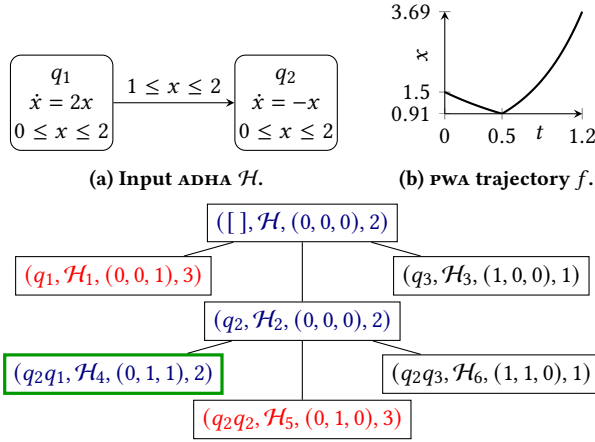 q₁
ẋ = 2x
0 ≤ x ≤ 2
1 ≤ x ≤ 2
q₂
ẋ = −x
0 ≤ x ≤ 2
(a) Input ADHA ℋ.
3.69
1.5
0.91
x
0
0.5
t
1.2
(b) PWA trajectory f.
([ ], ℋ, (0, 0, 0), 2)
(q₁, ℋ₁, (0, 0, 1), 3)
(q₃, ℋ₃, (1, 0, 0), 1)
(q₂, ℋ₂, (0, 0, 0), 2)
(q₂q₁, ℋ₄, (0, 1, 1), 2)
(q₂q₃, ℋ₆, (1, 1, 0), 1)
(q₂q₂, ℋ₅, (0, 1, 0), 3)